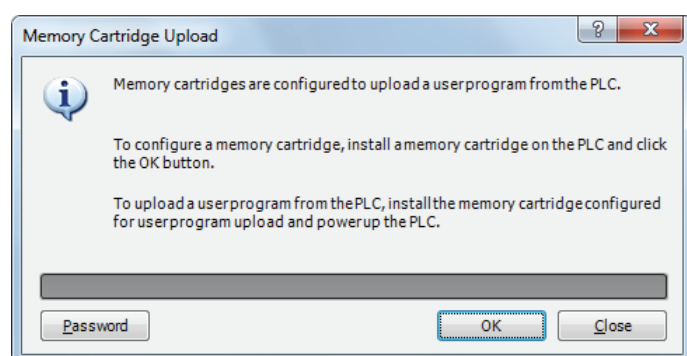 Memory Cartridge Upload
Memory cartridges are configured to upload a user program from the PLC.
To configure a memory cartridge, install a memory cartridge on the PLC and click
the OK button.
To upload a user program from the PLC, install the memory cartridge configured
for user program upload and power up the PLC.
Password
OK
Close